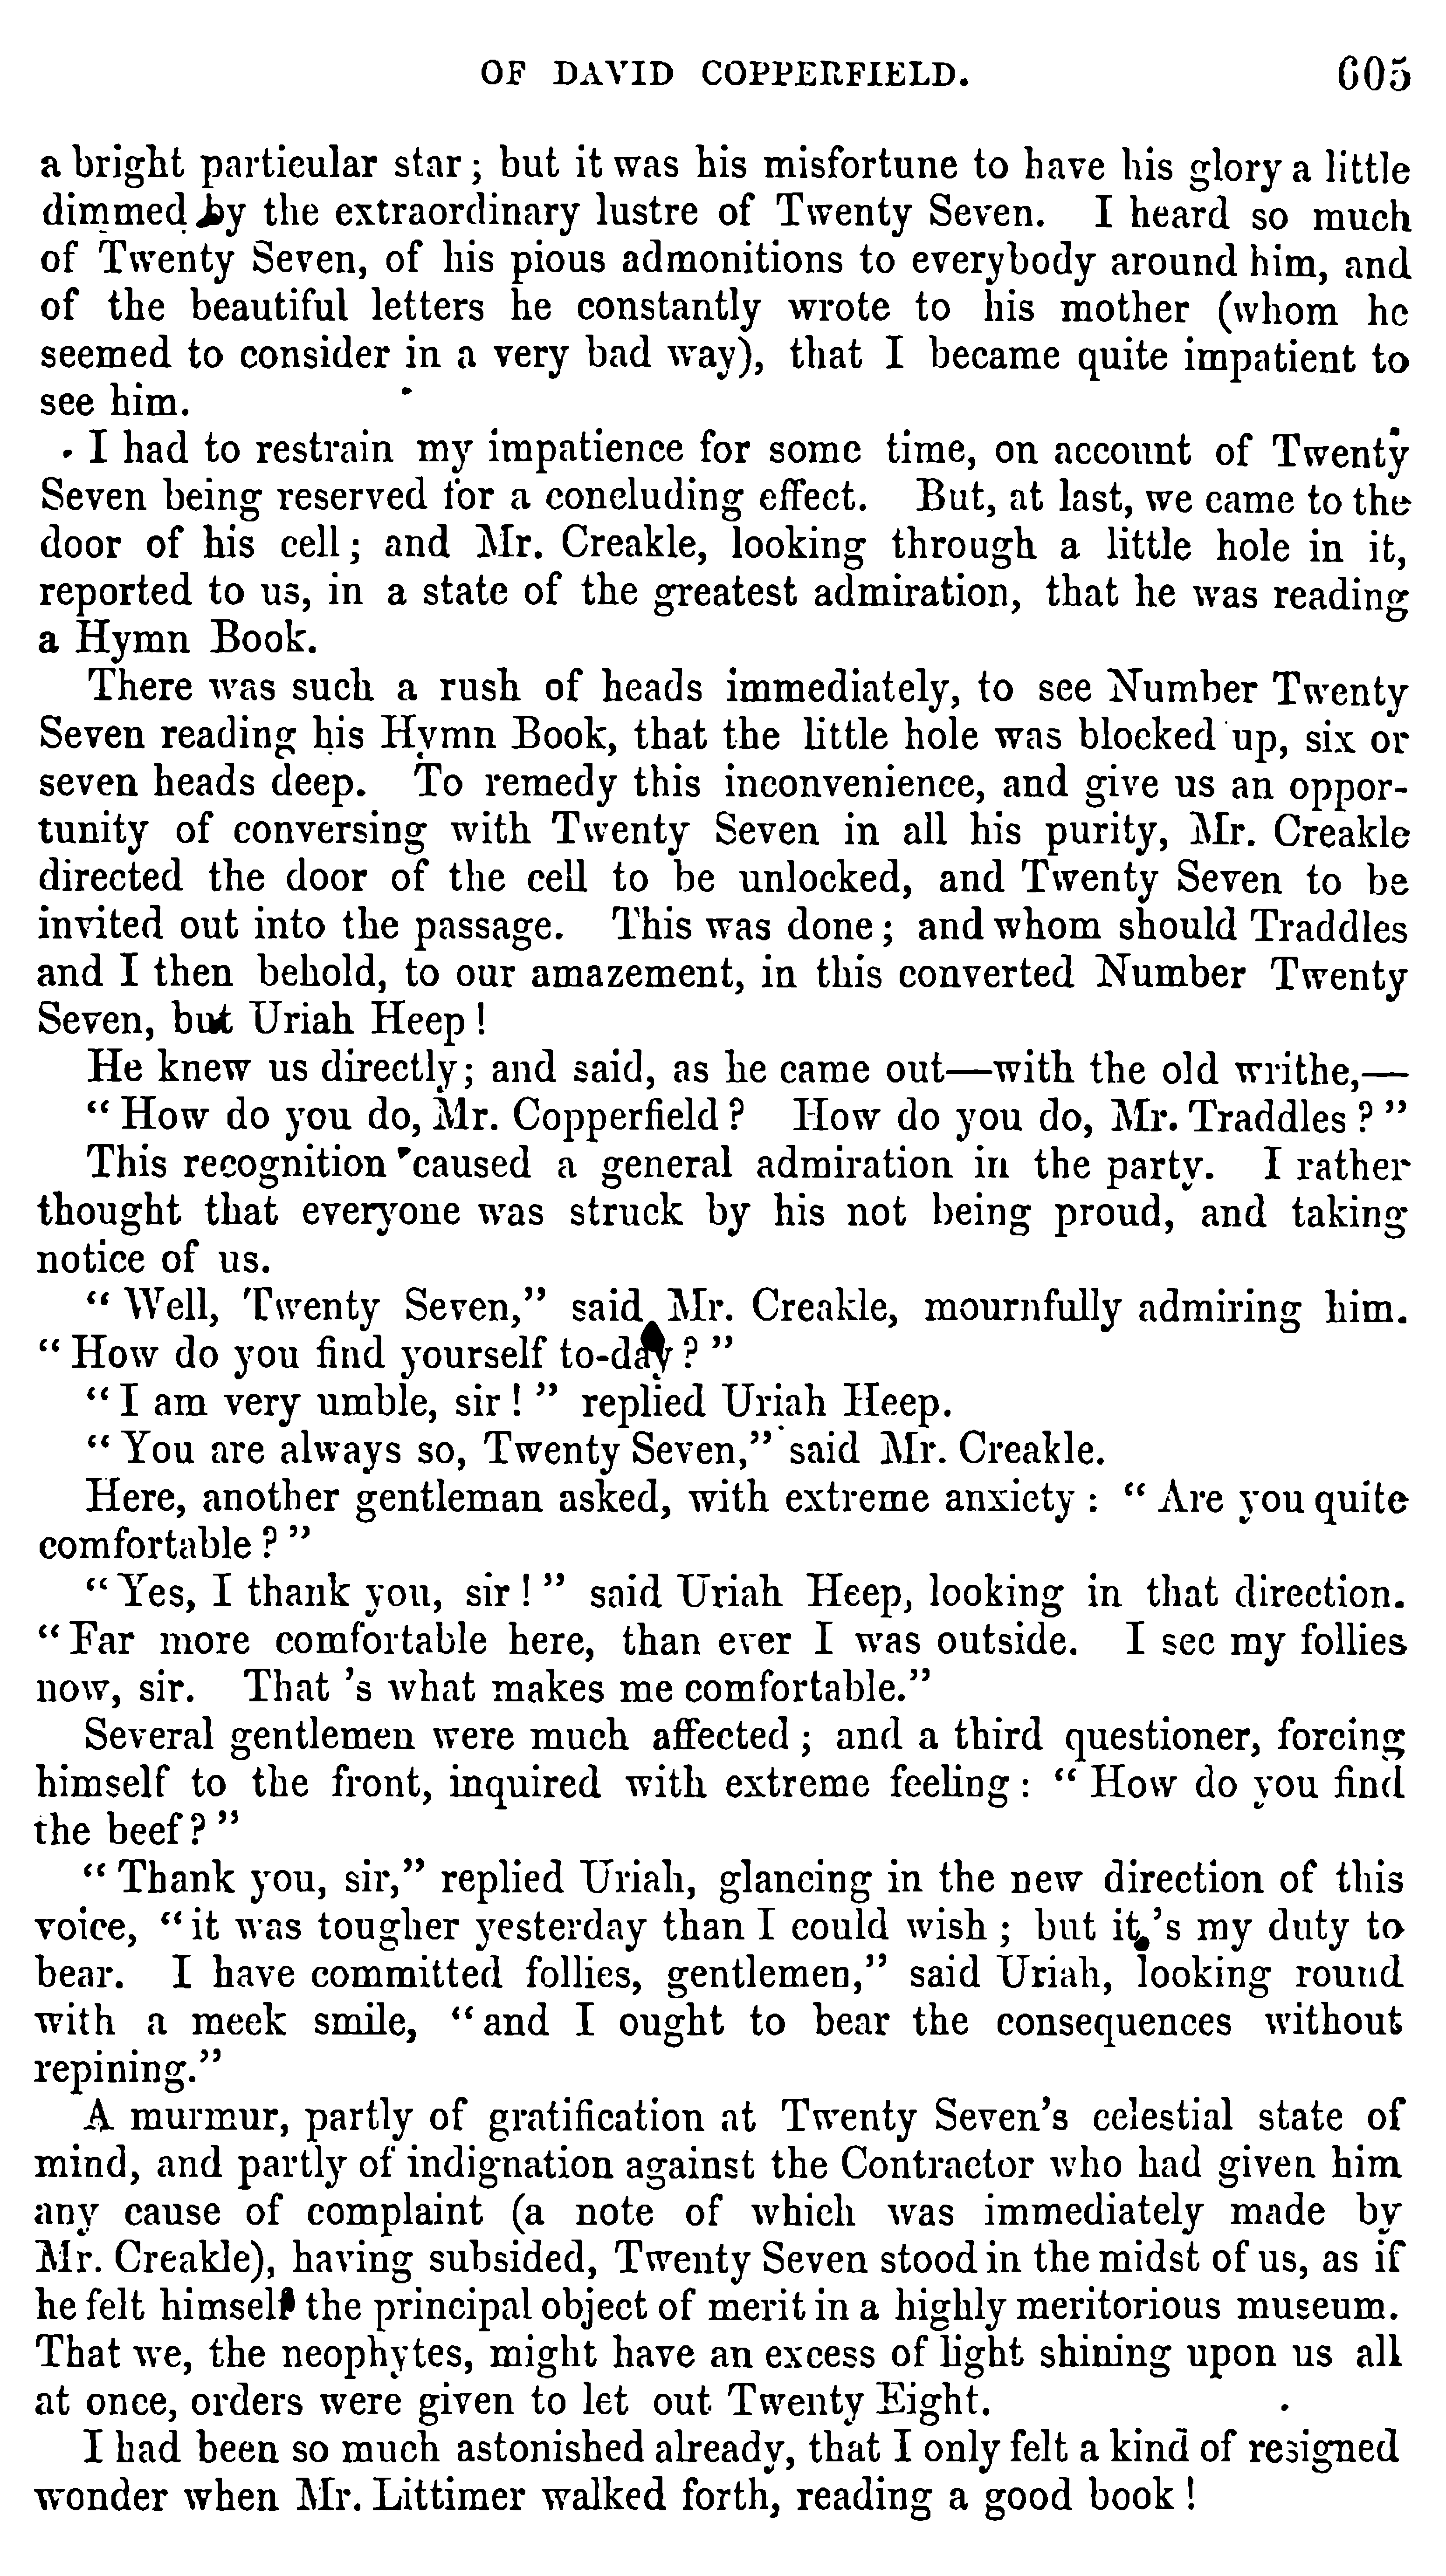 OF DAVID COPPERFIELD. 605
a bright particular star; but it was his misfortune to have his glory a little
dimmed by the extraordinary lustre of Twenty Seven. I heard so much
of Twenty Seven, of his pious admonitions to everybody around him, and
of the beautiful letters he constantly wrote to his mother (whom he
seemed to consider in a very bad way), that I became quite impatient to
see him.
I had to restrain my impatience for some time, on account of Twenty
Seven being reserved for a concluding effect. But, at last, we came to the
door of his cell; and Mr. Creakle, looking through a little hole in it,
reported to us, in a state of the greatest admiration, that he was reading
a Hymn Book.
There was such a rush of heads immediately, to see Number Twenty
Seven reading his Hymn Book, that the little hole was blocked up, six or
seven heads deep. To remedy this inconvenience, and give us an oppor-
tunity of conversing with Twenty Seven in all his purity, Mr. Creakle
directed the door of the cell to be unlocked, and Twenty Seven to be
invited out into the passage. This was done; and whom should Traddles
and I then behold, to our amazement, in this converted Number Twenty
Seven, but Uriah Heep!
He knew us directly; and said, as he came out—with the old writhe,—
"How do you do, Mr. Copperfield? How do you do, Mr. Traddles?"
This recognition caused a general admiration in the party. I rather
thought that everyone was struck by his not being proud, and taking
notice of us.
"Well, Twenty Seven," said Mr. Creakle, mournfully admiring him.
"How do you find yourself to-day?"
"I am very umble, sir!" replied Uriah Heep.
"You are always so, Twenty Seven," said Mr. Creakle.
Here, another gentleman asked, with extreme anxiety: "Are you quite
comfortable?"
"Yes, I thank you, sir!" said Uriah Heep, looking in that direction.
"Far more comfortable here, than ever I was outside. I see my follies
now, sir. That 's what makes me comfortable."
Several gentlemen were much affected; and a third questioner, forcing
himself to the front, inquired with extreme feeling: "How do you find
the beef?"
"Thank you, sir," replied Uriah, glancing in the new direction of this
voice, "it was tougher yesterday than I could wish; but it 's my duty to
bear. I have committed follies, gentlemen," said Uriah, looking round
with a meek smile, "and I ought to bear the consequences without
repining."
A murmur, partly of gratification at Twenty Seven's celestial state of
mind, and partly of indignation against the Contractor who had given him
any cause of complaint (a note of which was immediately made by
Mr. Creakle), having subsided, Twenty Seven stood in the midst of us, as if
he felt himself the principal object of merit in a highly meritorious museum.
That we, the neophytes, might have an excess of light shining upon us all
at once, orders were given to let out Twenty Eight.
I had been so much astonished already, that I only felt a kind of resigned
wonder when Mr. Littimer walked forth, reading a good book!